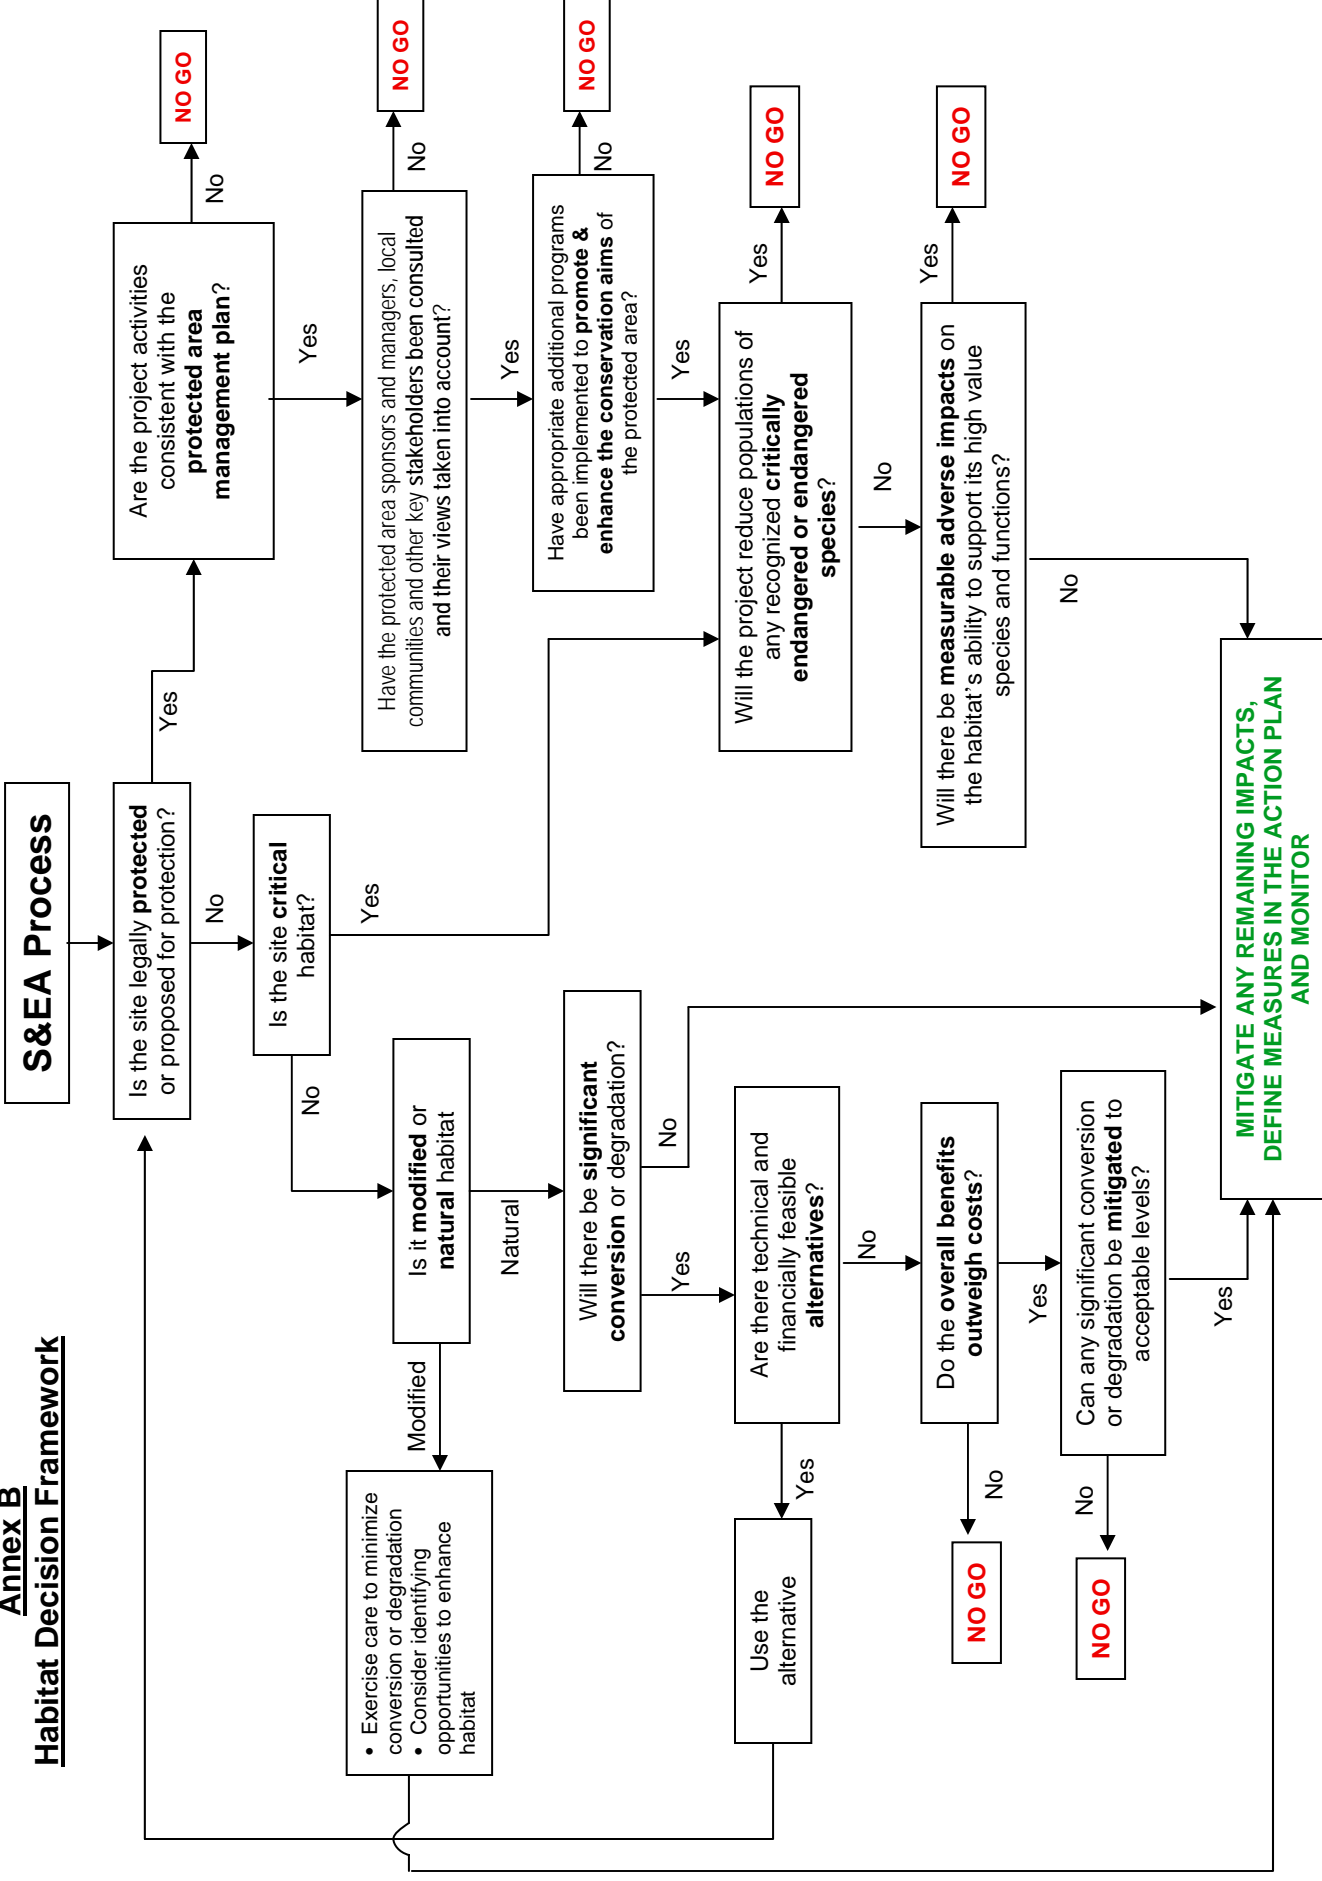 Annex B
Habitat Decision Framework
S&EA Process
Is the site legally protected
or proposed for protection?
Yes
No
Are the project activities
consistent with the
protected area
management plan?
No
NO GO
Yes
Have the protected area sponsors and managers, local
communities and other key stakeholders been consulted
and their views taken into account?
No
NO GO
Yes
Have appropriate additional programs
been implemented to promote &
enhance the conservation aims of
the protected area?
No
NO GO
Yes
Is the site critical
habitat?
Yes
No
Will the project reduce populations of
any recognized critically
endangered or endangered
species?
Yes
NO GO
No
Will there be measurable adverse impacts on
the habitat's ability to support its high value
species and functions?
Yes
NO GO
No
Is it modified or
natural habitat
Modified
Natural
• Exercise care to minimize
conversion or degradation
• Consider identifying
opportunities to enhance
habitat
Will there be significant
conversion or degradation?
No
Yes
Are there technical and
financially feasible
alternatives?
Yes
Use the
alternative
No
Do the overall benefits
outweigh costs?
No
NO GO
Yes
Can any significant conversion
or degradation be mitigated to
acceptable levels?
No
NO GO
Yes
MITIGATE ANY REMAINING IMPACTS,
DEFINE MEASURES IN THE ACTION PLAN
AND MONITOR